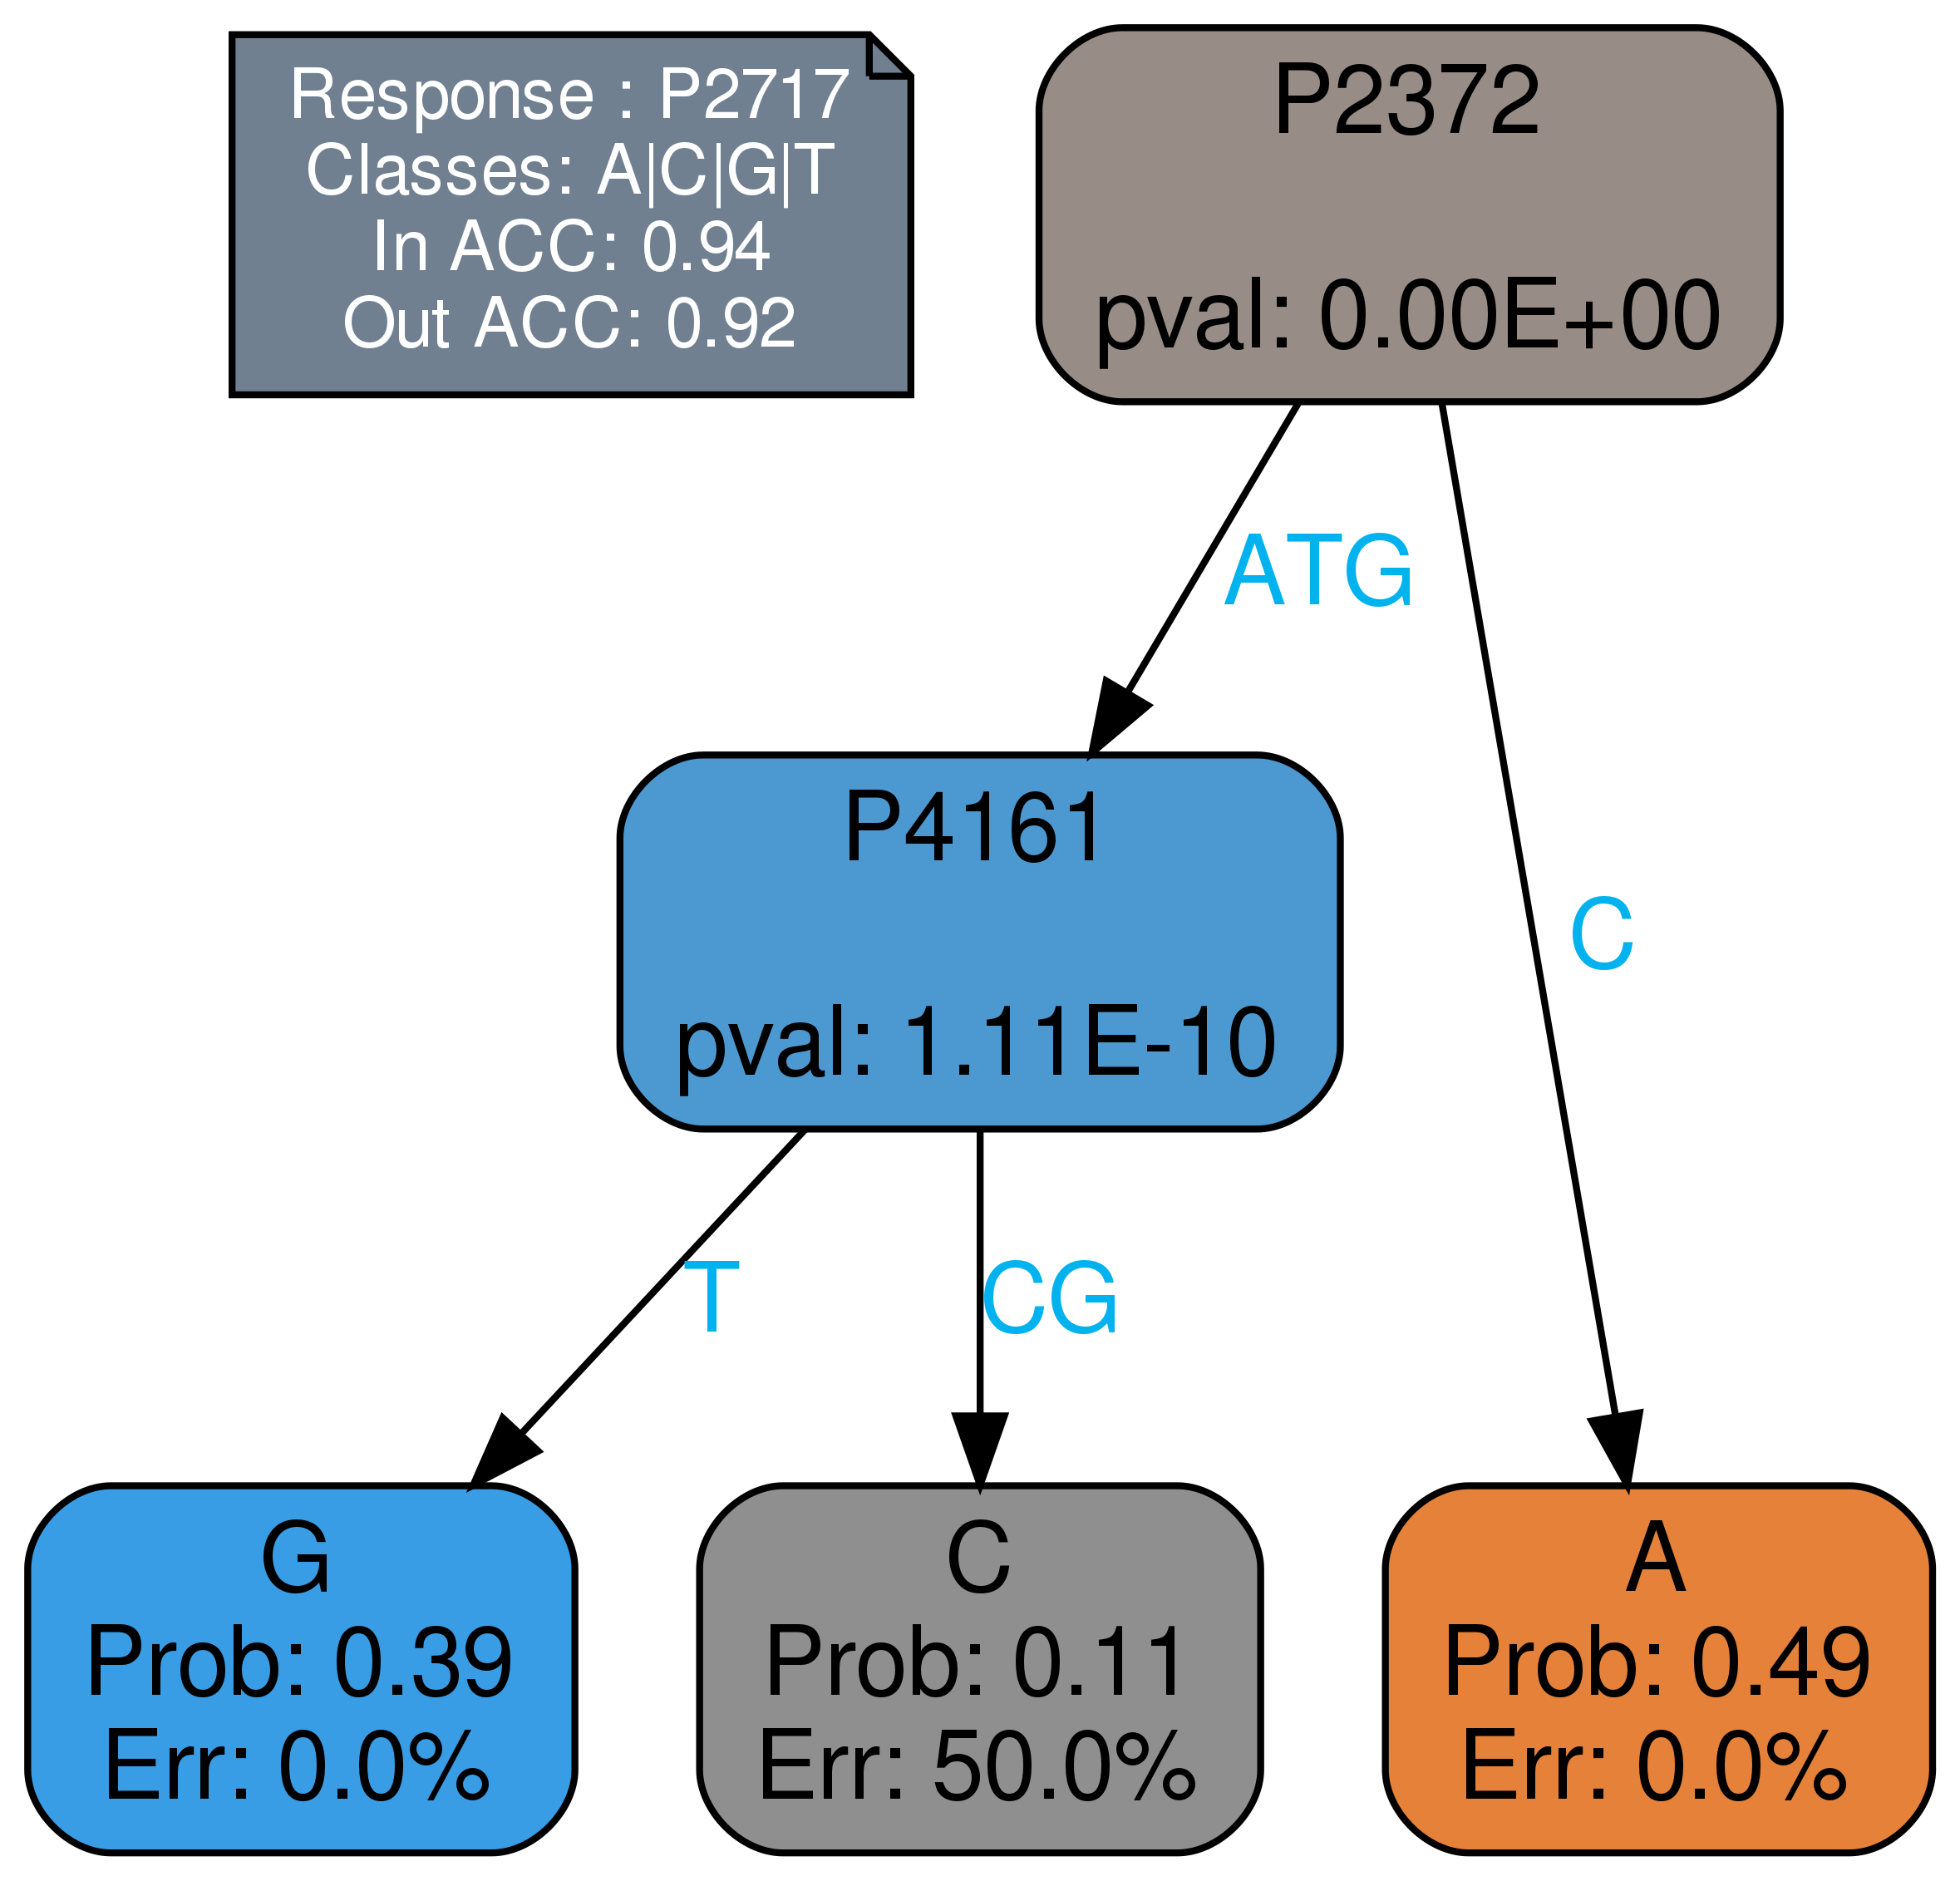 Response : P2717
Classes: A|C|G|T
In ACC: 0.94
Out ACC: 0.92
P2372
pval: 0.00E+00
ATG
P4161
pval: 1.11E-10
C
T
CG
G
Prob: 0.39
Err: 0.0%
C
Prob: 0.11
Err: 50.0%
A
Prob: 0.49
Err: 0.0%